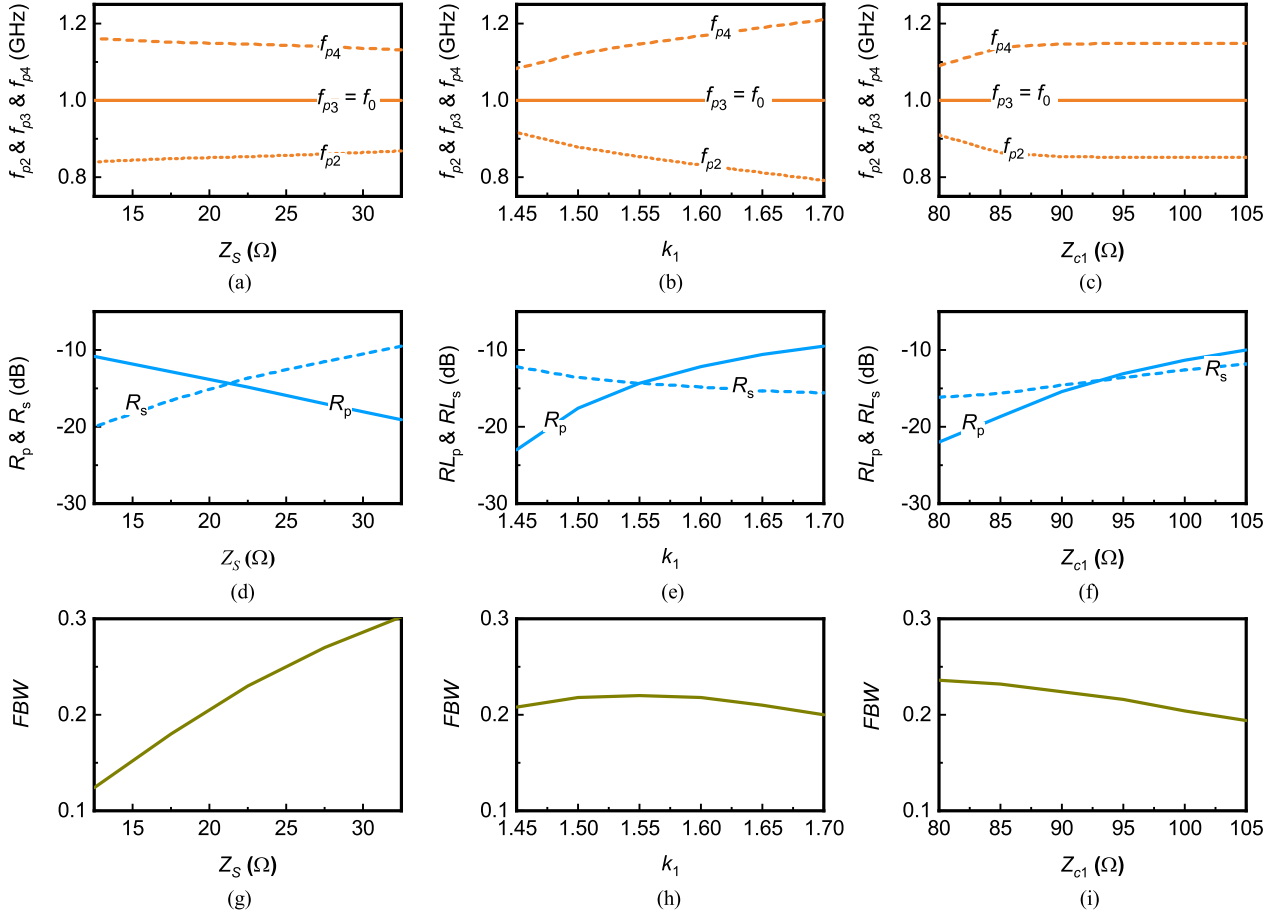 f_p2 & f_p3 & f_p4 (GHz)
1.2
1.0
0.8
f_p4
f_p3 = f_0
f_p2
15 20 25 30
Z_S (Ω)
(a)
f_p2 & f_p3 & f_p4 (GHz)
1.2
1.0
0.8
f_p4
f_p3 = f_0
f_p2
1.45 1.50 1.55 1.60 1.65 1.70
k_1
(b)
f_p2 & f_p3 & f_p4 (GHz)
1.2
1.0
0.8
f_p4
f_p3 = f_0
f_p2
80 85 90 95 100 105
Z_c1 (Ω)
(c)
R_p & R_s (dB)
-10
-20
-30
R_s
R_p
15 20 25 30
Z_S (Ω)
(d)
RL_p & RL_s (dB)
-10
-20
-30
R_s
R_p
1.45 1.50 1.55 1.60 1.65 1.70
k_1
(e)
RL_p & RL_s (dB)
-10
-20
-30
R_s
R_p
80 85 90 95 100 105
Z_c1 (Ω)
(f)
FBW
0.3
0.2
0.1
15 20 25 30
Z_S (Ω)
(g)
FBW
0.3
0.2
0.1
1.45 1.50 1.55 1.60 1.65 1.70
k_1
(h)
FBW
0.3
0.2
0.1
80 85 90 95 100 105
Z_c1 (Ω)
(i)